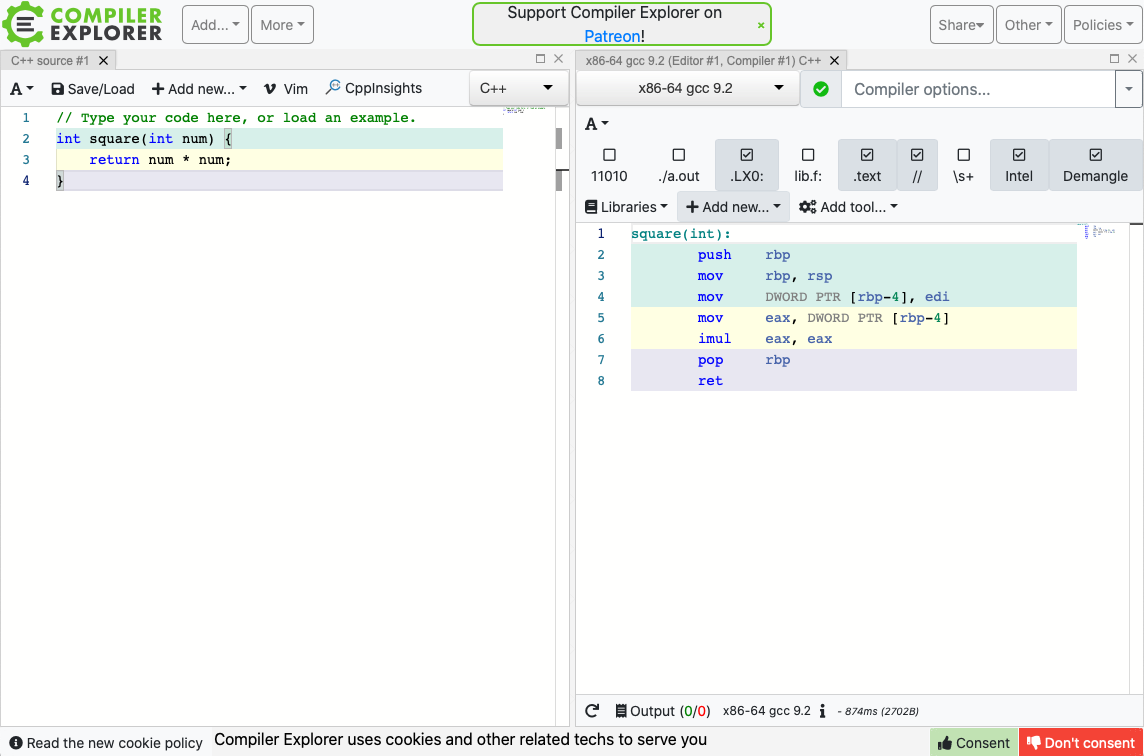 COMPILER
EXPLORER
Add...
More
Support Compiler Explorer on
Patreon!
×
Share
Other
Policies
C++ source #1
A
Save/Load
Add new...
Vim
CppInsights
C++
1 // Type your code here, or load an example.
2 int square(int num) {
3 return num * num;
4 }
x86-64 gcc 9.2 (Editor #1, Compiler #1) C++
x86-64 gcc 9.2
Compiler options...
A
11010
./a.out
.LX0:
lib.f:
.text
//
\s+
Intel
Demangle
Libraries
Add new...
Add tool...
1 square(int):
2 push rbp
3 mov rbp, rsp
4 mov DWORD PTR [rbp-4], edi
5 mov eax, DWORD PTR [rbp-4]
6 imul eax, eax
7 pop rbp
8 ret
Output (0/0) x86-64 gcc 9.2 i - 874ms (2702B)
Read the new cookie policy
Compiler Explorer uses cookies and other related techs to serve you
Consent
Don't consent